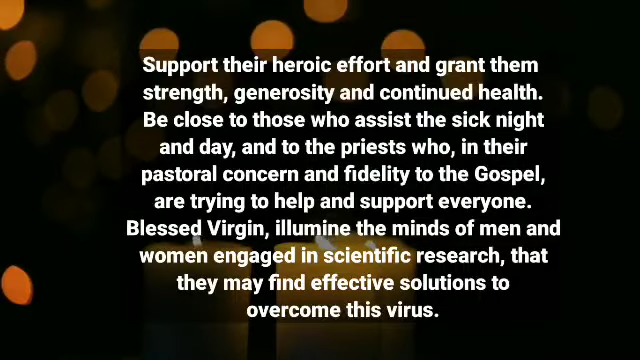 Support their heroic effort and grant them
strength, generosity and continued health.
Be close to those who assist the sick night
and day, and to the priests who, in their
pastoral concern and fidelity to the Gospel,
are trying to help and support everyone.
Blessed Virgin, illumine the minds of men and
women engaged in scientific research, that
they may find effective solutions to
overcome this virus.